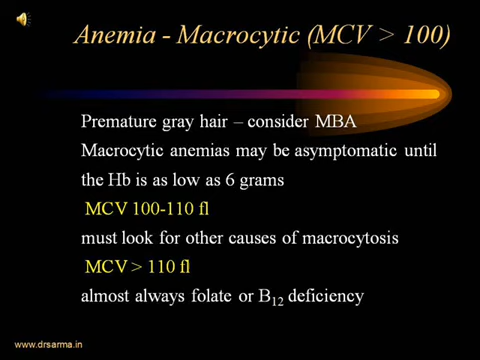 Anemia - Macrocytic (MCV > 100)
Premature gray hair – consider MBA
Macrocytic anemias may be asymptomatic until
the Hb is as low as 6 grams
MCV 100-110 fl
must look for other causes of macrocytosis
MCV > 110 fl
almost always folate or B₁₂ deficiency
www.drsarma.in